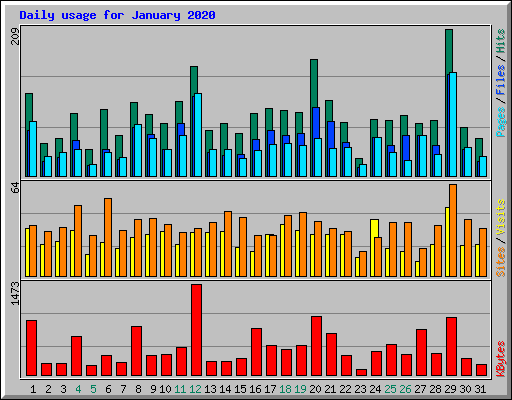 Daily usage for January 2020
209
Pages / Files / Hits
64
Sites / Visits
1473
KBytes
1 2 3 4 5 6 7 8 9 10 11 12 13 14 15 16 17 18 19 20 21 22 23 24 25 26 27 28 29 30 31